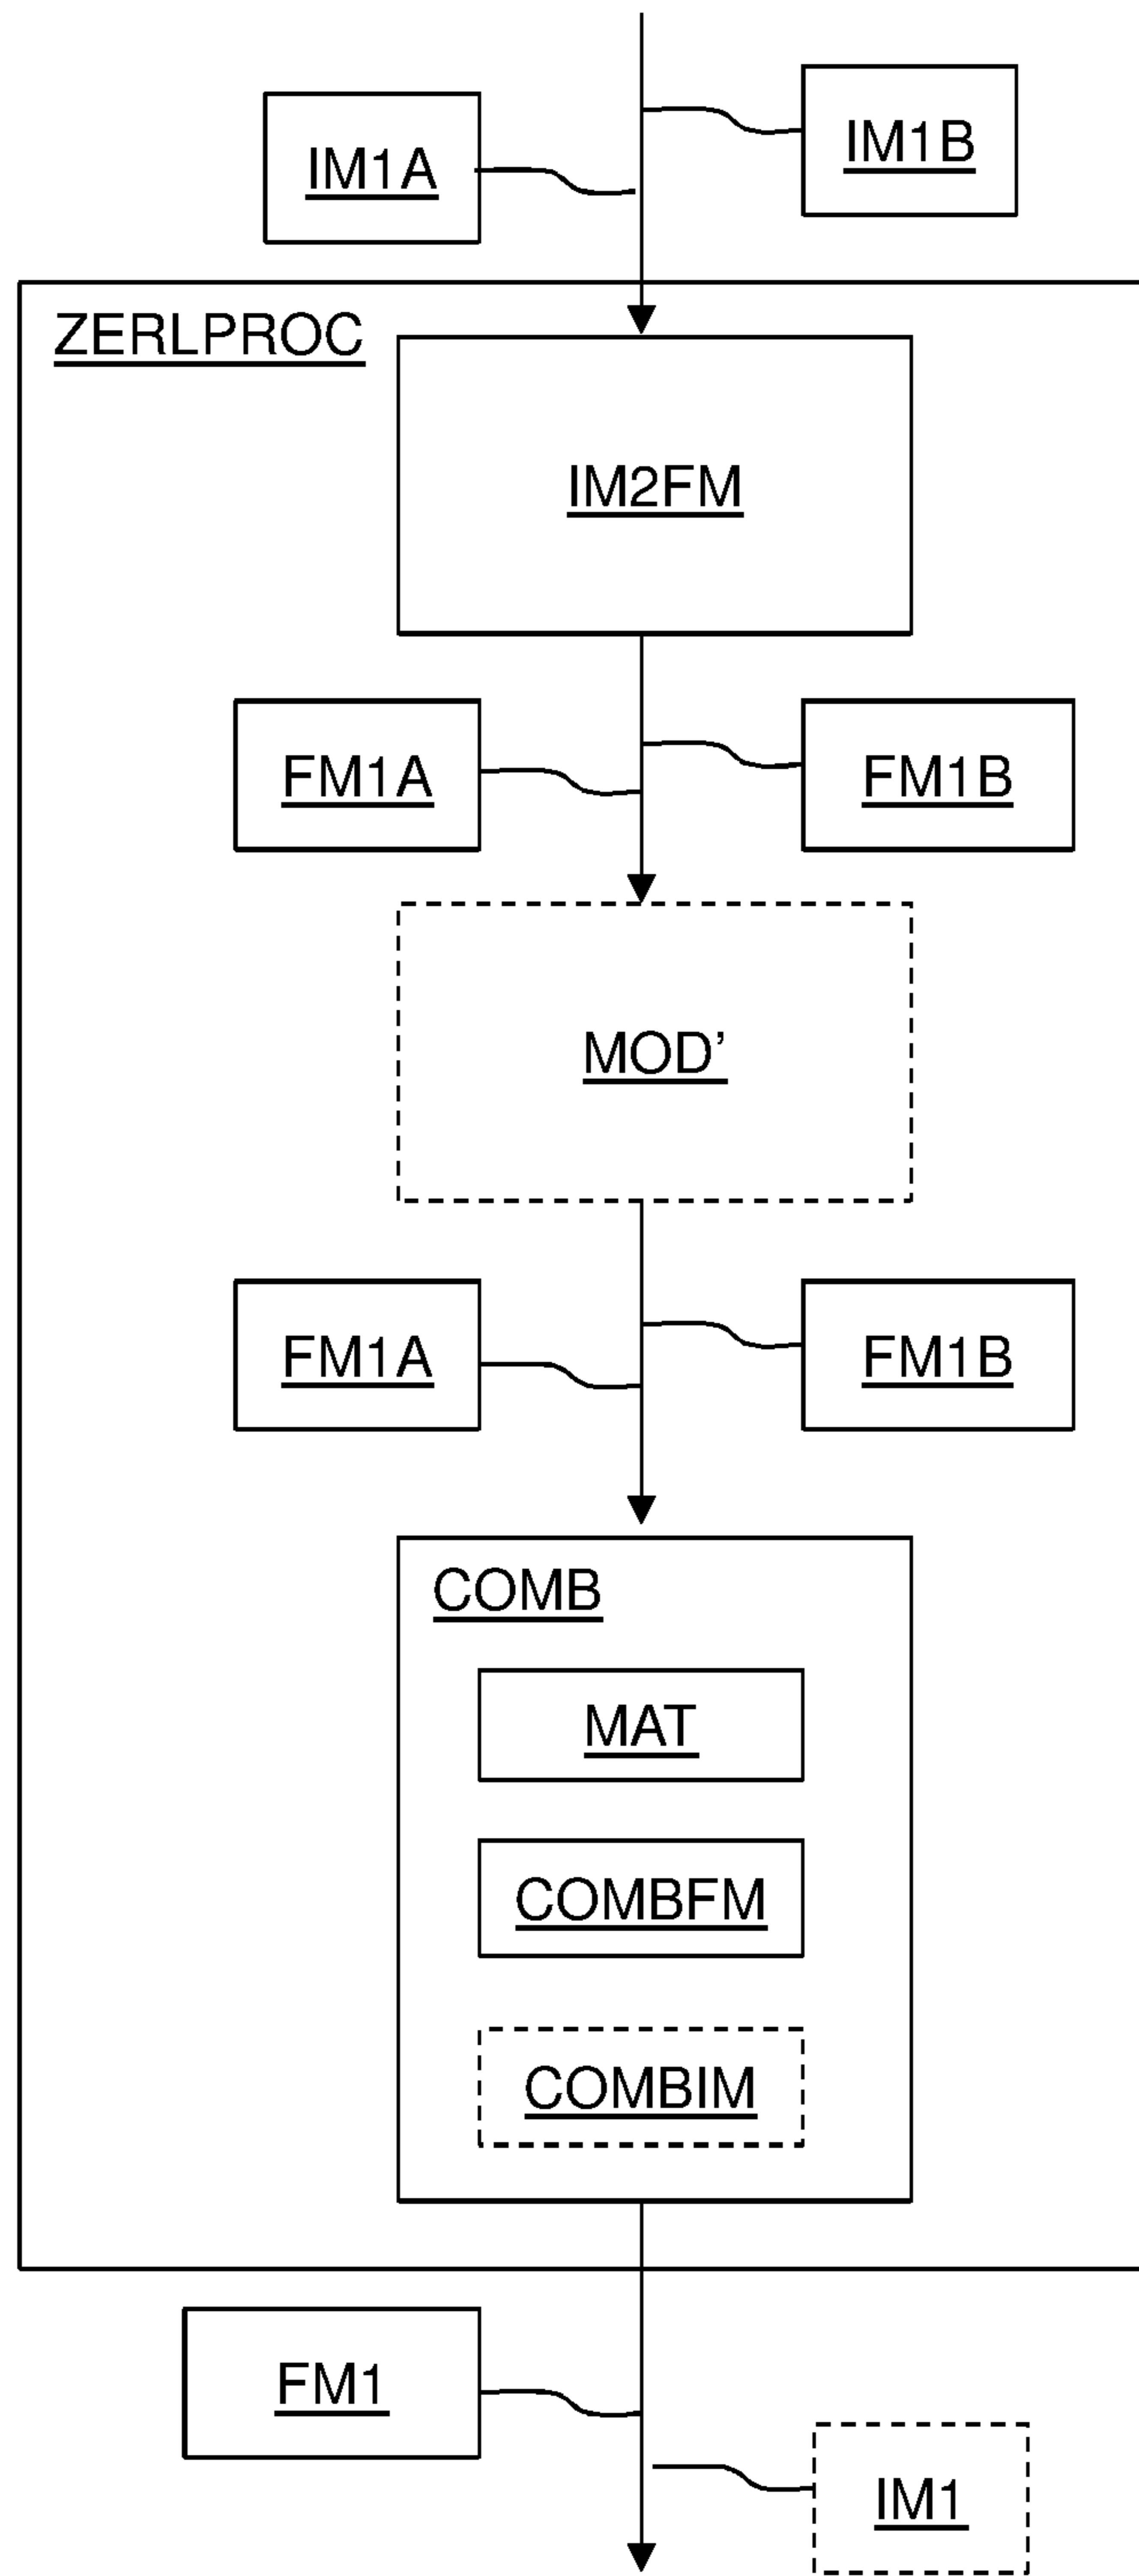 IM1A
IM1B
ZERLPROC
IM2FM
FM1A
FM1B
MOD’
FM1A
FM1B
COMB
MAT
COMBFM
COMBIM
FM1
IM1